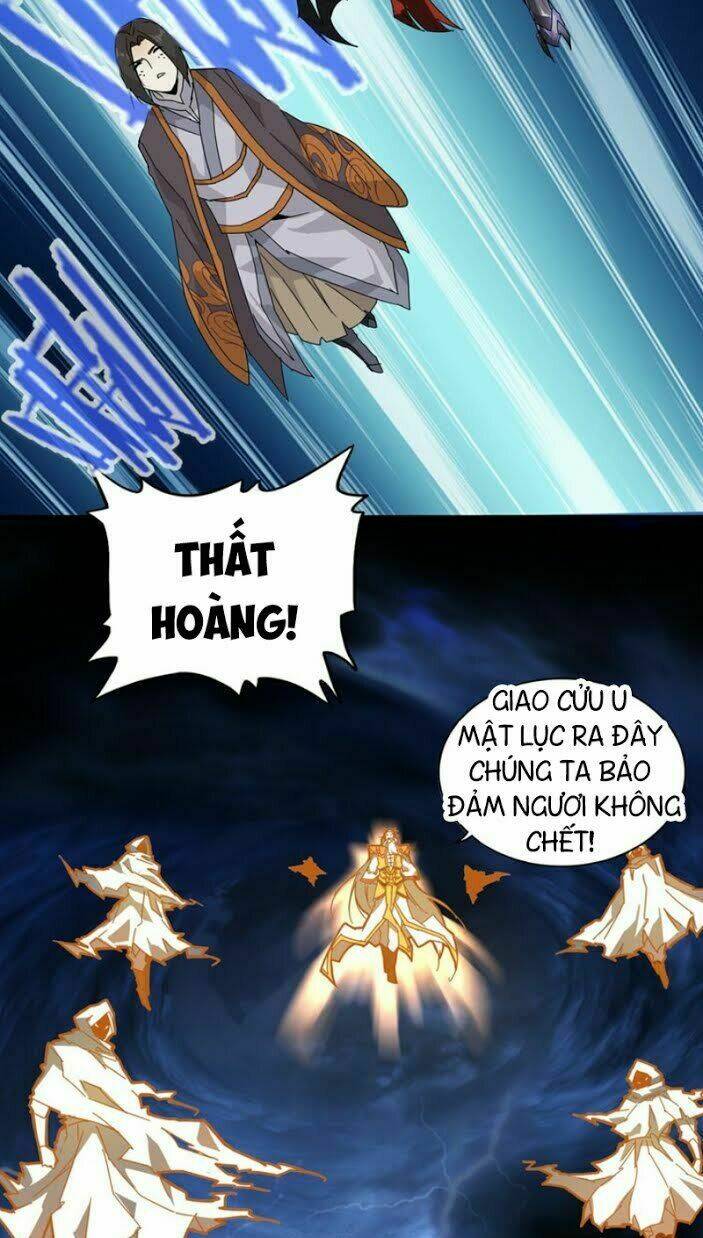 THẤT
HOÀNG!
GIAO CỬU U
MẬT LỤC RA ĐÂY
CHÚNG TA BẢO
ĐẢM NGƯƠI KHÔNG
CHẾT!